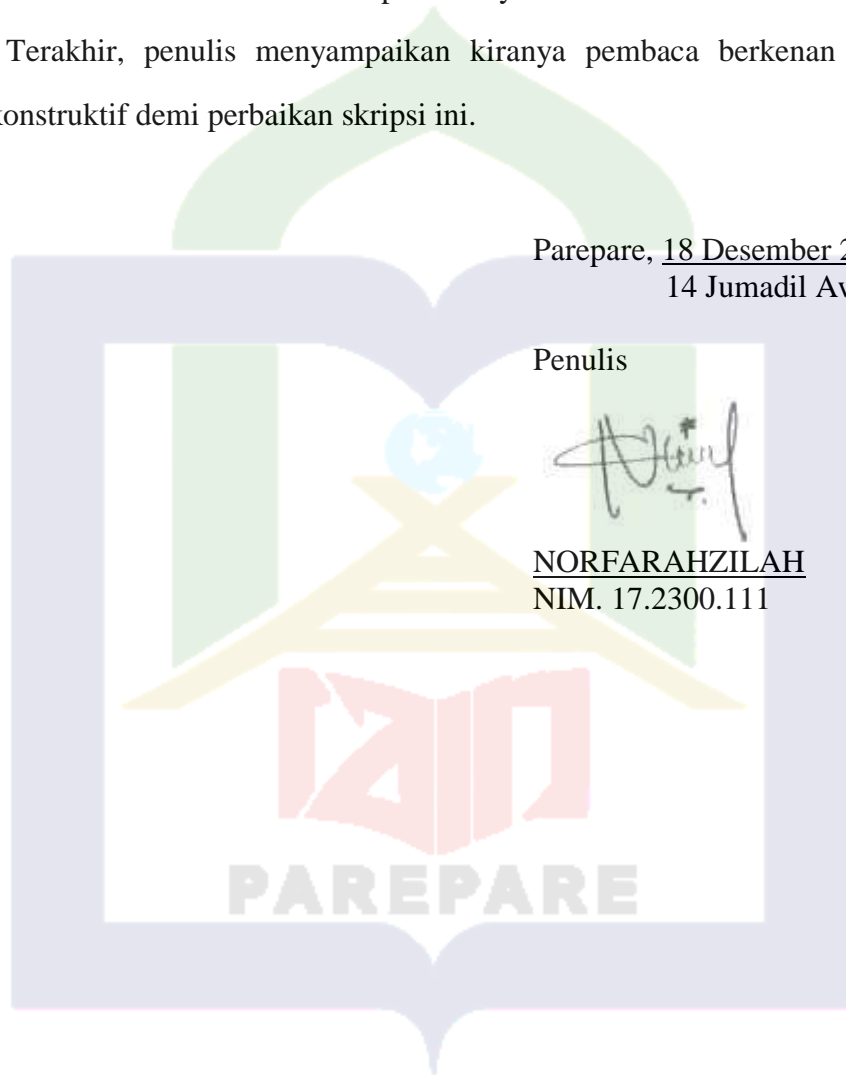 Terakhir, penulis menyampaikan kiranya pembaca berkenan
konstruktif demi perbaikan skripsi ini.
Parepare, 18 Desember
14 Jumadil
Penulis
NORFARAHZILAH
NIM. 17.2300.111
iain
PAREPARE